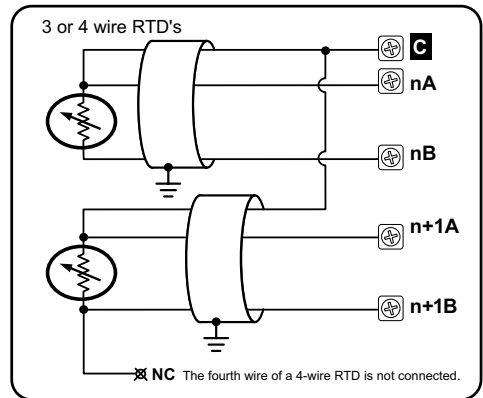 3 or 4 wire RTD's
C
nA
nB
n+1A
n+1B
NC The fourth wire of a 4-wire RTD is not connected.